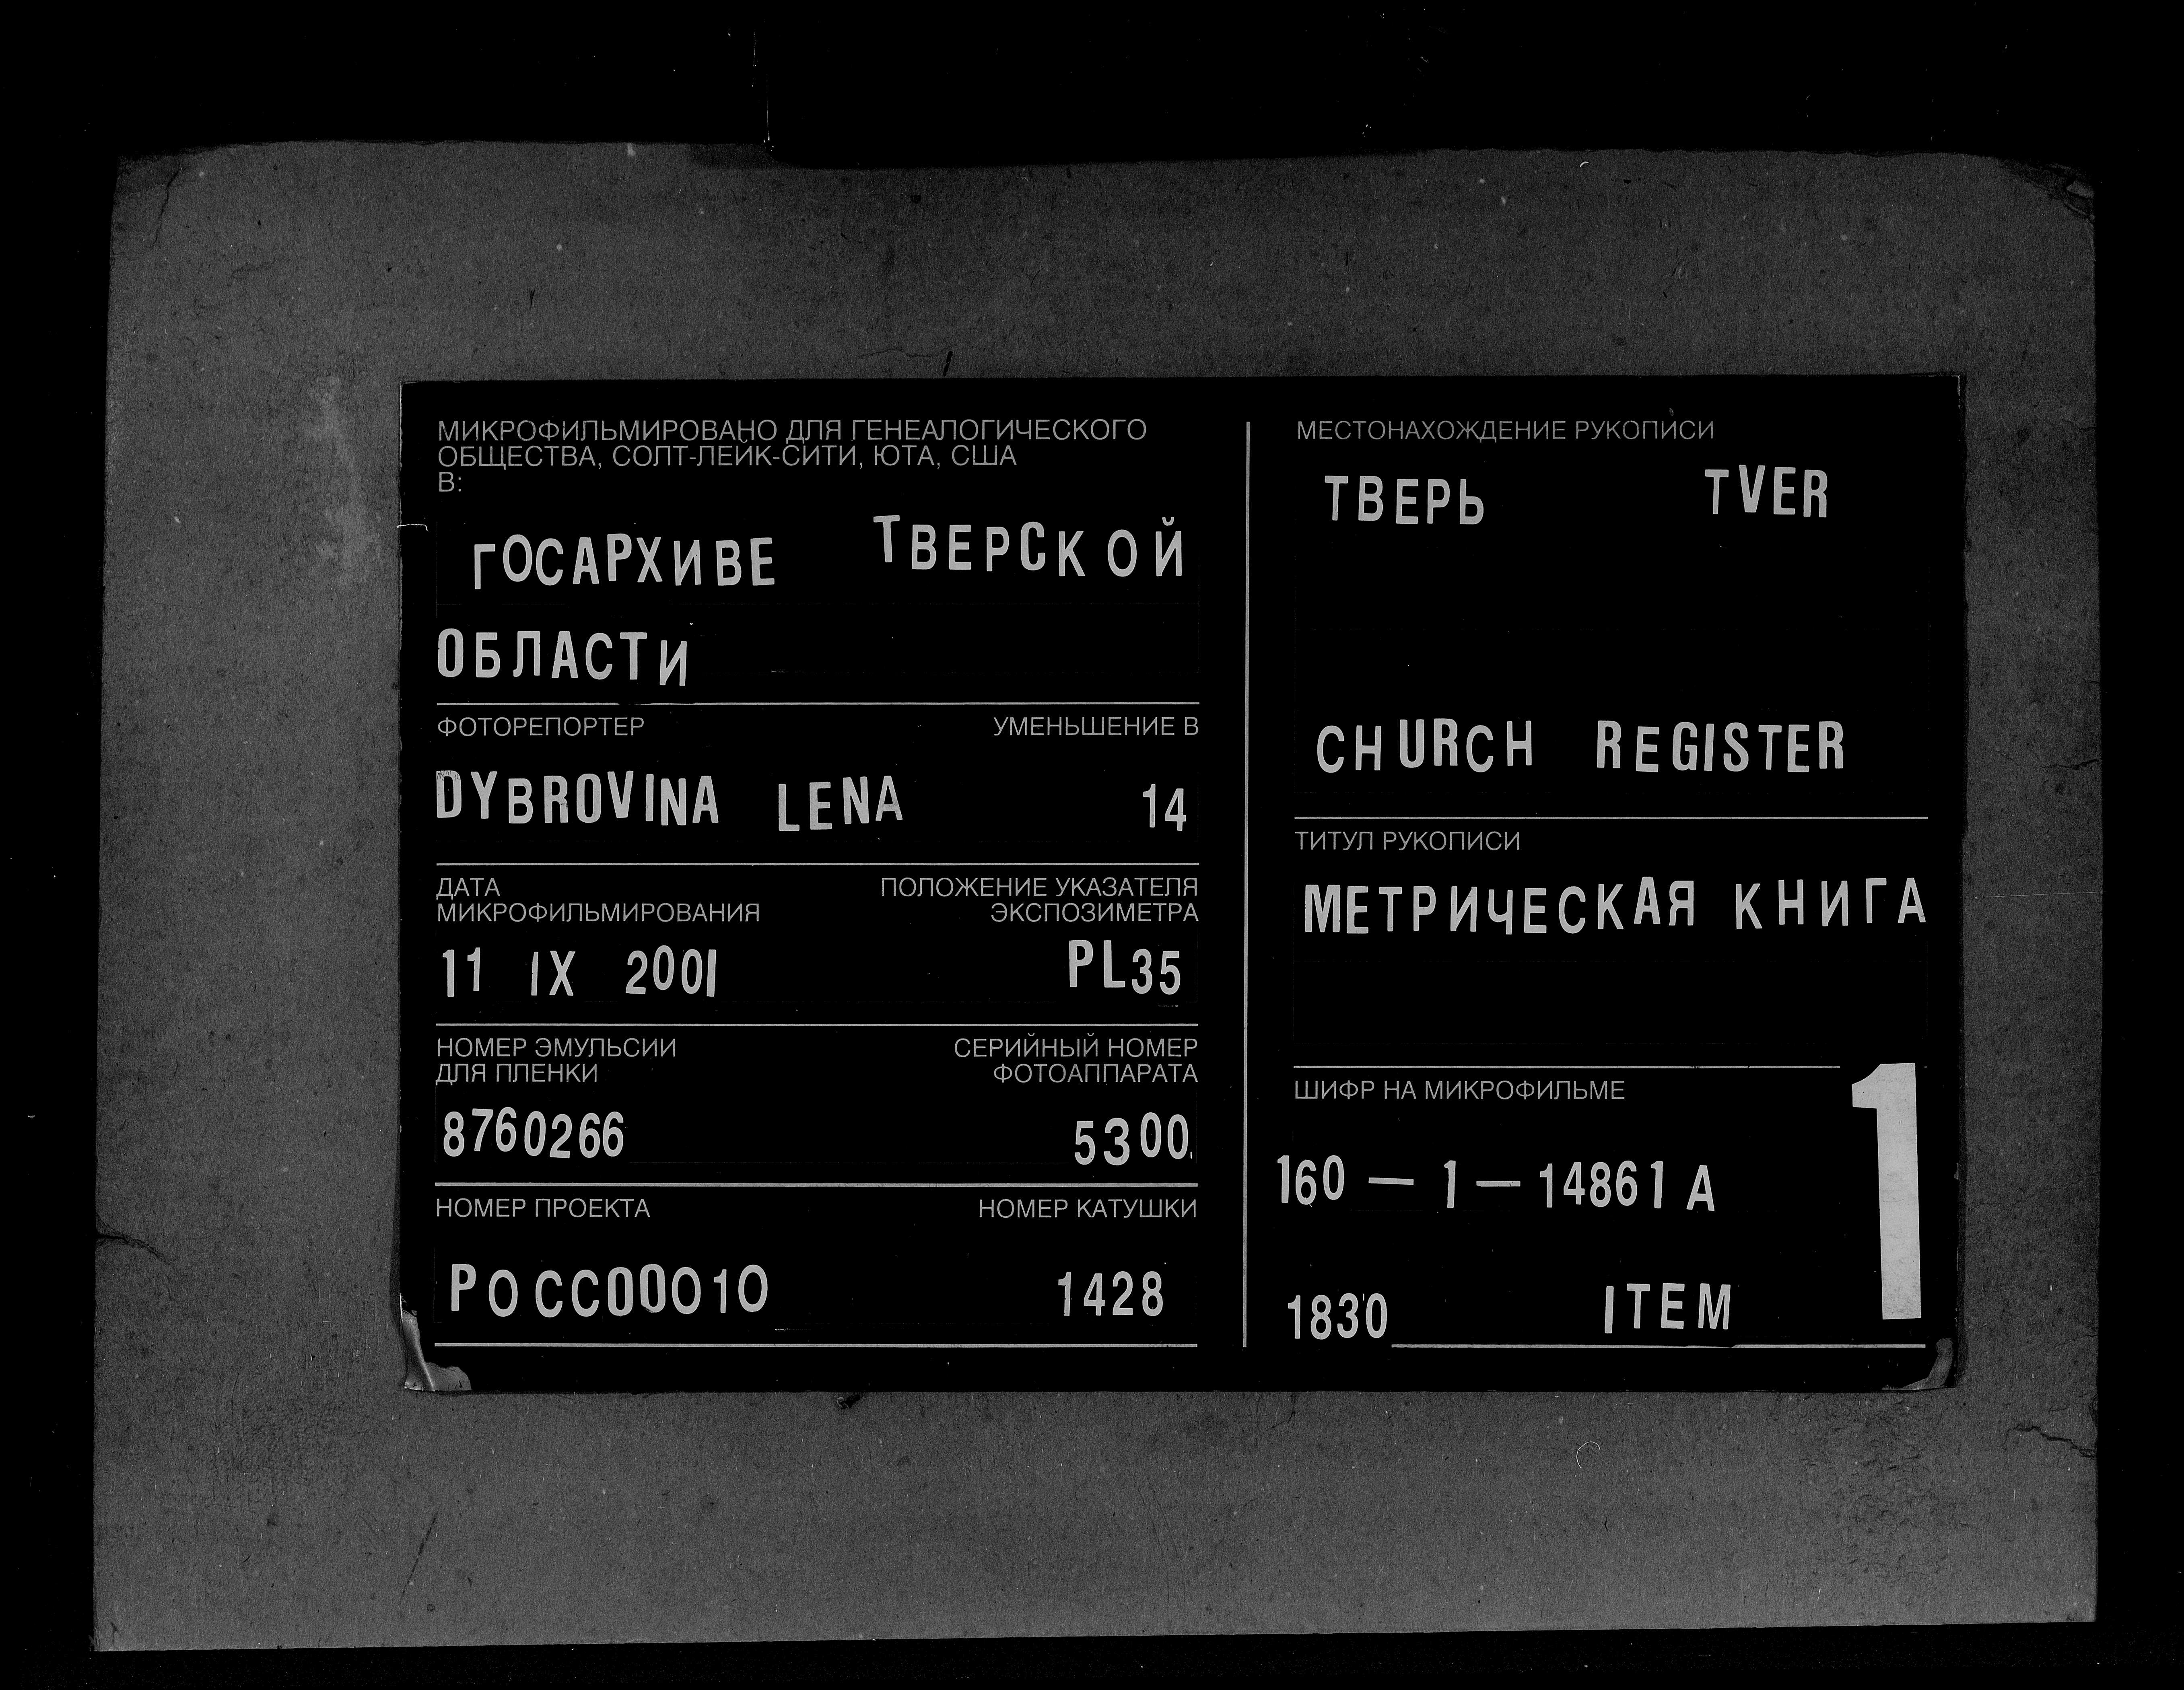 МИКРОФИЛЬМИРОВАНО ДЛЯ ГЕНЕАЛОГИЧЕСКОГО
ОБЩЕСТВА, СОЛТ-ЛЕЙК-СИТИ, ЮТА, США
В:
ГОСАРХИВЕ ТВЕРСКОЙ
ОБЛАСТИ
ФОТОРЕПОРТЕР УМЕНЬШЕНИЕ В
DYBROVINA LENA 14
ДАТА ПОЛОЖЕНИЕ УКАЗАТЕЛЯ
МИКРОФИЛЬМИРОВАНИЯ ЭКСПОЗИМЕТРА
11 IX 2001 PL35
НОМЕР ЭМУЛЬСИИ СЕРИЙНЫЙ НОМЕР
ДЛЯ ПЛЕНКИ ФОТОАППАРАТА
8760266 5300
НОМЕР ПРОЕКТА НОМЕР КАТУШКИ
РОСС00010 1428
МЕСТОНАХОЖДЕНИЕ РУКОПИСИ
ТВЕРЬ TVER
CHURCH REGISTER
ТИТУЛ РУКОПИСИ
МЕТРИЧЕСКАЯ КНИГА
ШИФР НА МИКРОФИЛЬМЕ
160 — 1 — 14861 А
1830 ITEM 1